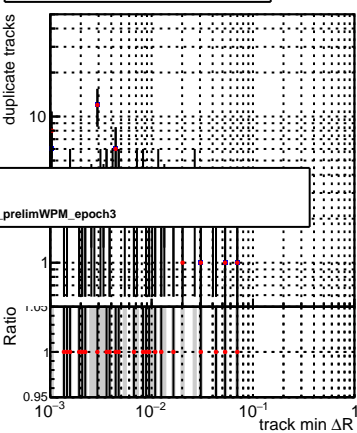 duplicate tracks
10
_prelimWPM_epoch3
1
Ratio
1.05
1
0.95
10⁻³
10⁻²
10⁻¹
1
track min ΔR